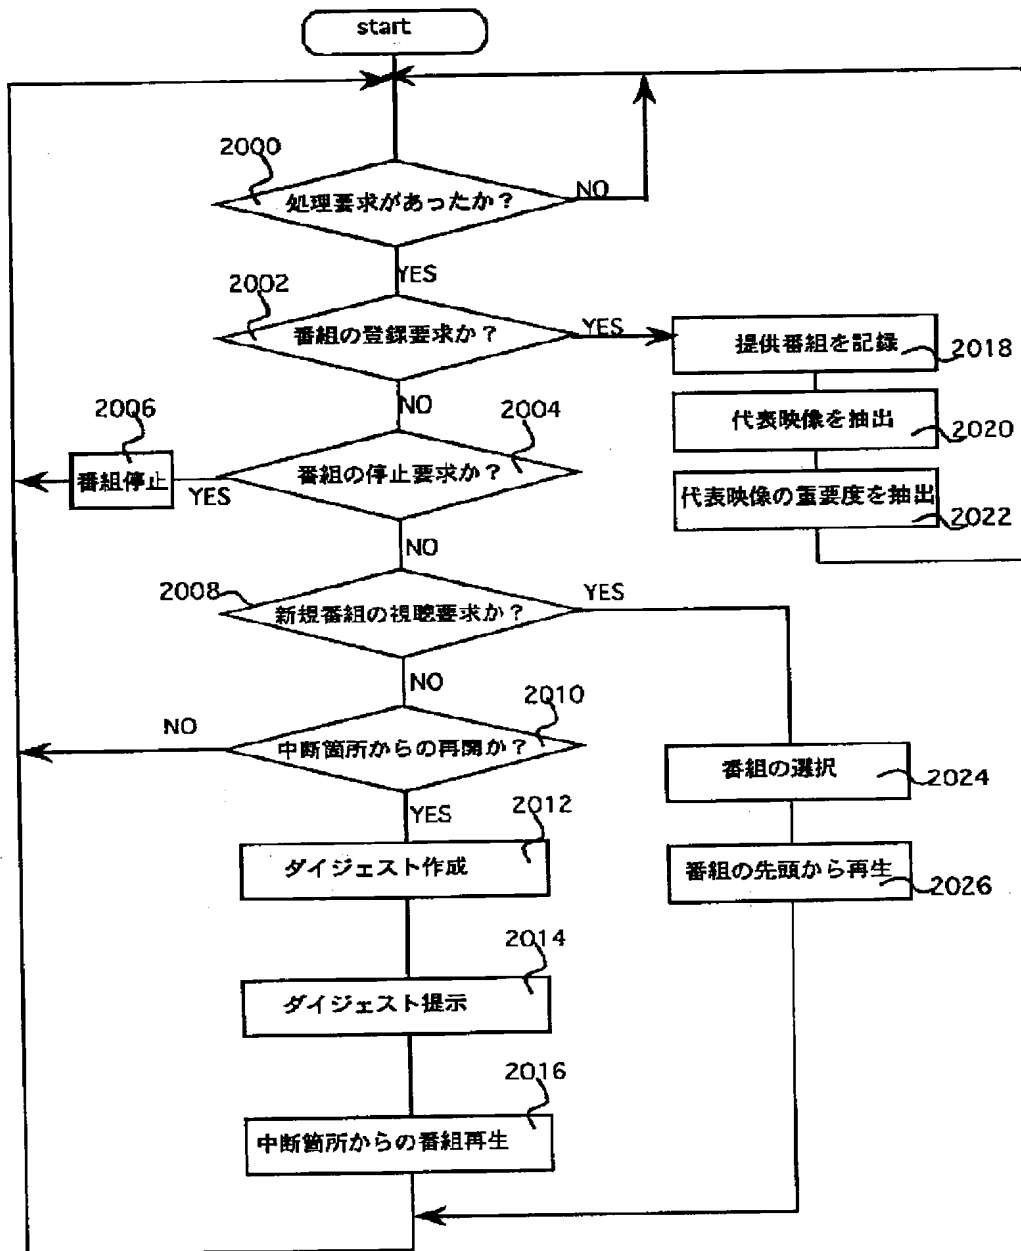 start
2000
処理要求があったか？
NO
YES
2002
番組の登録要求か？
YES
提供番組を記録
2018
NO
代表映像を抽出
2020
2006
2004
番組停止
YES
番組の停止要求か？
代表映像の重要度を抽出
2022
NO
2008
新規番組の視聴要求か？
YES
NO
2010
NO
中断箇所からの再開か？
番組の選択
2024
YES
2012
ダイジェスト作成
番組の先頭から再生
2026
2014
ダイジェスト提示
2016
中断箇所からの番組再生